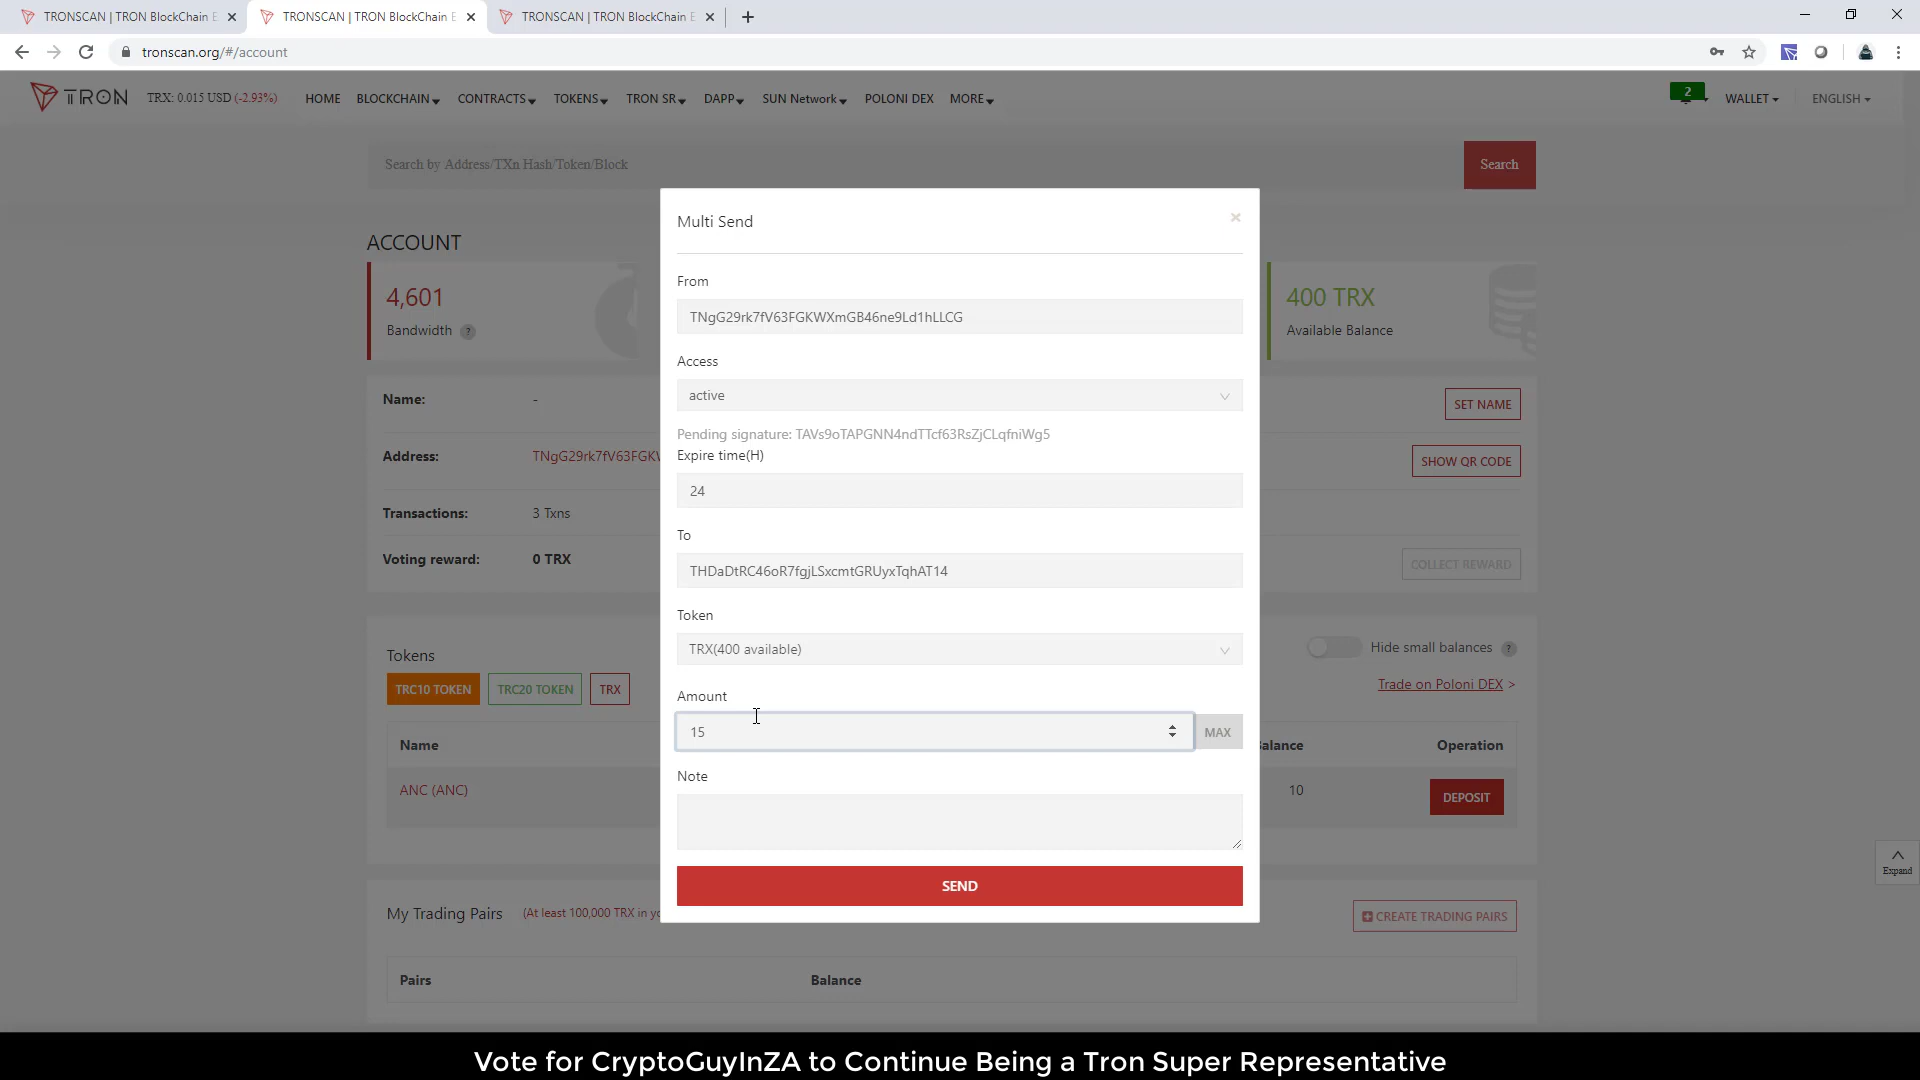 TRONSCAN | TRON BlockChain E
TRONSCAN | TRON BlockChain E
TRONSCAN | TRON BlockChain E
tronscan.org/#/account
TRON
TRX: 0.015 USD (-2.93%)
HOME
BLOCKCHAIN
CONTRACTS
TOKENS
TRON SR
DAPP
SUN Network
POLONI DEX
MORE
2
WALLET
ENGLISH
Search by Address/TXn Hash/Token/Block
Search
ACCOUNT
4,601
Bandwidth ?
400 TRX
Available Balance
Name: -
SET NAME
Address: TNgG29rk7fV63FGKW
SHOW QR CODE
Transactions: 3 Txns
Voting reward: 0 TRX
COLLECT REWARD
Tokens
Hide small balances ?
TRC10 TOKEN
TRC20 TOKEN
TRX
Trade on Poloni DEX >
Name
Balance
Operation
ANC (ANC)
10
DEPOSIT
My Trading Pairs
(At least 100,000 TRX in yo
CREATE TRADING PAIRS
Pairs
Balance
Expand
Multi Send
×
From
TNgG29rk7fV63FGKWXmGB46ne9Ld1hLLCG
Access
active
Pending signature: TAVs9oTAPGNN4ndTTcf63RsZjCLqfniWg5
Expire time(H)
24
To
THDaDtRC46oR7fgjLSxcmtGRUyxTqhAT14
Token
TRX(400 available)
Amount
15
MAX
Note
SEND
Vote for CryptoGuyInZA to Continue Being a Tron Super Representative